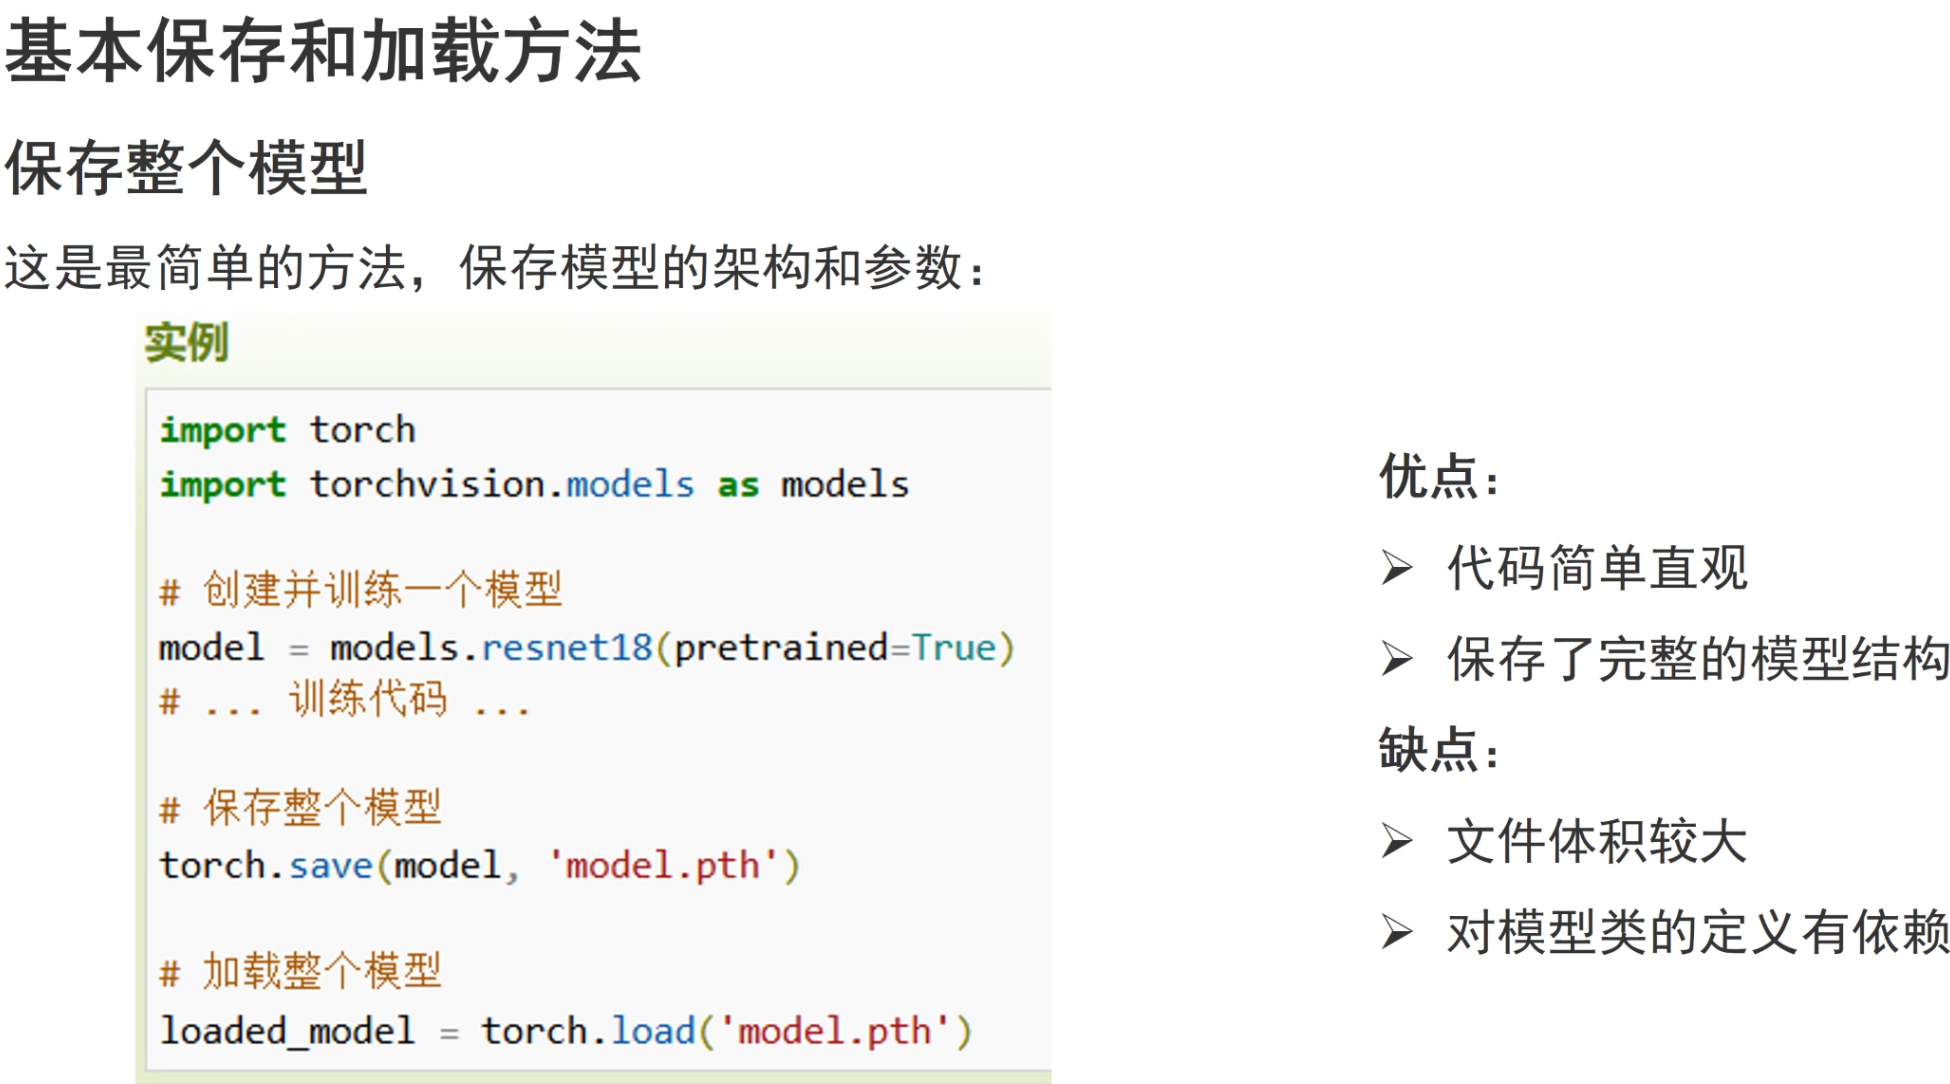 基本保存和加载方法
保存整个模型
这是最简单的方法，保存模型的架构和参数：
实例
import torch
import torchvision.models as models
# 创建并训练一个模型
model = models.resnet18(pretrained=True)
# ... 训练代码 ...
# 保存整个模型
torch.save(model, 'model.pth')
# 加载整个模型
loaded_model = torch.load('model.pth')
优点：
➢ 代码简单直观
➢ 保存了完整的模型结构
缺点：
➢ 文件体积较大
➢ 对模型类的定义有依赖